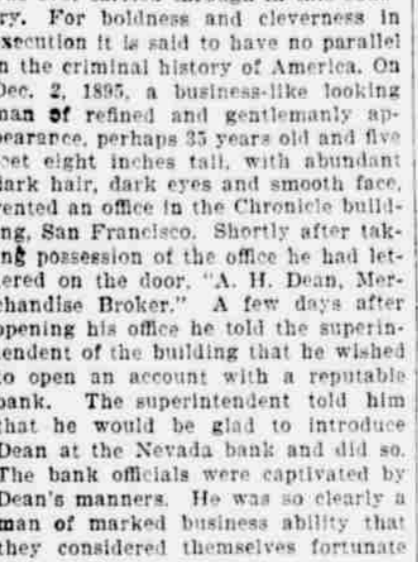 ry. For boldness and cleverness in
xecution it is said to have no parallel
n the criminal history of America. On
Dec. 2, 1895, a business-like looking
man of refined and gentlemanly ap-
pearance, perhaps 35 years old and five
eet eight inches tall, with abundant
dark hair, dark eyes and smooth face,
rented an office in the Chronicle build-
ing, San Francisco. Shortly after tak-
ing possession of the office he had let-
ered on the door, "A. H. Dean, Mer-
chandise Broker." A few days after
opening his office he told the superin-
tendent of the building that he wished
to open an account with a reputable
bank. The superintendent told him
that he would be glad to introduce
Dean at the Nevada bank and did so.
The bank officials were captivated by
Dean's manners. He was so clearly a
man of marked business ability that
they considered themselves fortunate